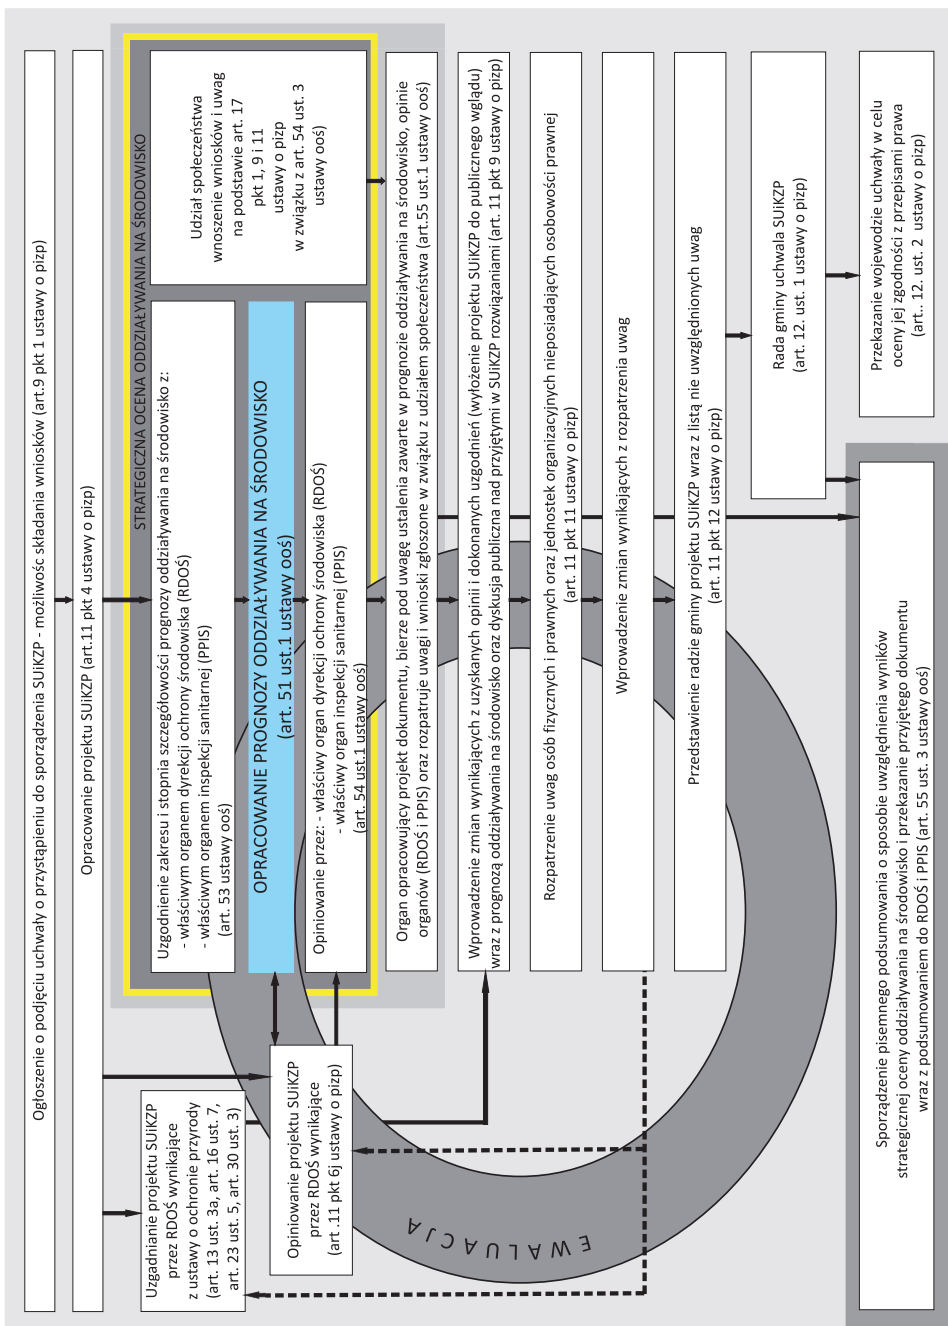 Ogłoszenie o podjęciu uchwały o przystąpieniu do sporządzenia SUiKZP - możliwośc składania wniosków (art.9 pkt 1 ustawy o pizp)
Opracowanie projektu SUiKZP (art.11 pkt 4 ustawy o pizp)
STRATEGICZNA OCENA ODDZIAŁYWANIA NA ŚRODOWISKO
Uzgodnienie zakresu i stopnia szczegółowości prognozy oddziaływania na środowisko z:
- właściwym organem dyrekcji ochrony środowiska (RDOŚ)
- właściwym organem inspekcji sanitarnej (PPIS)
(art. 53 ustawy ooś)
Udział społeczeństwa
wnoszenie wniosków i uwag
na podstawie art. 17
pkt 1, 9 i 11
ustawy o pizp
w związku z art. 54 ust. 3
ustawy ooś)
OPRACOWANIE PROGNOZY ODDZIAŁYWANIA NA ŚRODOWISKO
(art. 51 ust.1 ustawy ooś)
Opiniowanie przez: - właściwy organ dyrekcji ochrony środowiska (RDOŚ)
- właściwy organ inspekcji sanitarnej (PPIS)
(art. 54 ust.1 ustawy ooś)
Uzgadnianie projektu SUiKZP
przez RDOŚ wynikające
z ustawy o ochronie przyrody
(art. 13 ust. 3a, art. 16 ust. 7,
art. 23 ust. 5, art. 30 ust. 3)
Opiniowanie projektu SUiKZP
przez RDOŚ wynikające
(art .11 pkt 6j ustawy o pizp)
Organ opracowujący projekt dokumentu, bierze pod uwagę ustalenia zawarte w prognozie oddziaływania na środowisko, opinie
organów (RDOŚ i PPIS) oraz rozpatruje uwagi i wnioski zgłoszone w związku z udziałem społeczeństwa (art.55 ust.1 ustawy ooś)
Wprowadzenie zmian wynikających z uzyskanych opinii i dokonanych uzgodnień (wyłożenie projektu SUiKZP do publicznego wglądu)
wraz z prognozą oddziaływania na środowisko oraz dyskusja publiczna nad przyjętymi w SUiKZP rozwiązaniami (art. 11 pkt 9 ustawy o pizp)
Rozpatrzenie uwag osób fizycznych i prawnych oraz jednostek organizacyjnych nieposiadających osobowości prawnej
(art. 11 pkt 11 ustawy o pizp)
Wprowadzenie zmian wynikających z rozpatrzenia uwag
Przedstawienie radzie gminy projektu SUiKZP wraz z listą nie uwzględnionych uwag
(art. 11 pkt 12 ustawy o pizp)
EWALUACJA
Rada gminy uchwala SUiKZP
(art. 12. ust. 1 ustawy o pizp)
Przekazanie wojewodzie uchwały w celu
oceny jej zgodności z przepisami prawa
(art.. 12. ust. 2 ustawy o pizp)
Sporządzenie pisemnego podsumowania o sposobie uwzględnienia wyników
strategicznej oceny oddziaływania na środowisko i przekazanie przyjętego dokumentu
wraz z podsumowaniem do RDOŚ i PPIS (art. 55 ust. 3 ustawy ooś)